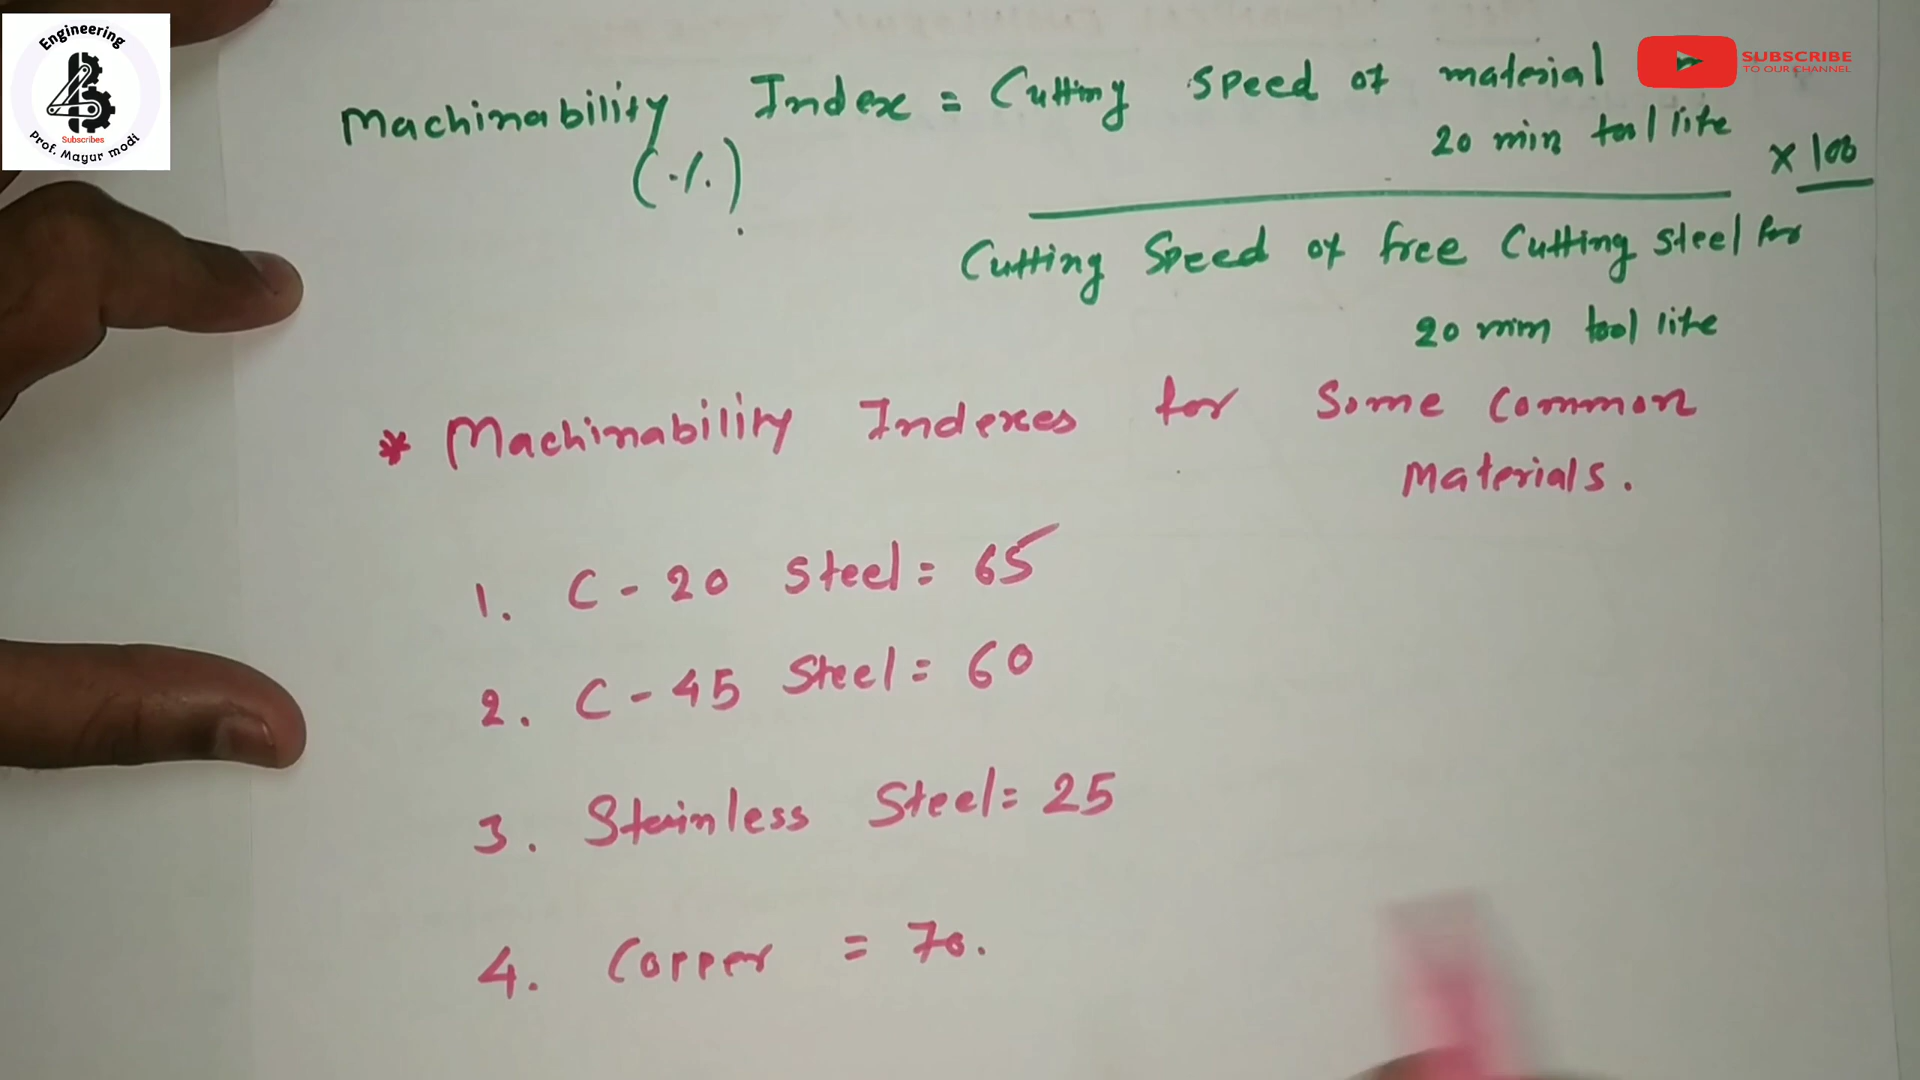 Engineering
Subscribes
Prof. Mayur modi
SUBSCRIBE
TO OUR CHANNEL
Machinability Index = Cutting speed of material
20 min tool life
(%)
× 100
Cutting Speed of free Cutting steel for
20 min tool life
* Machinability Indexes for Some Common
Materials.
1. C - 20 Steel = 65
2. C - 45 Steel = 60
3. Stainless Steel = 25
4. Copper = 70.